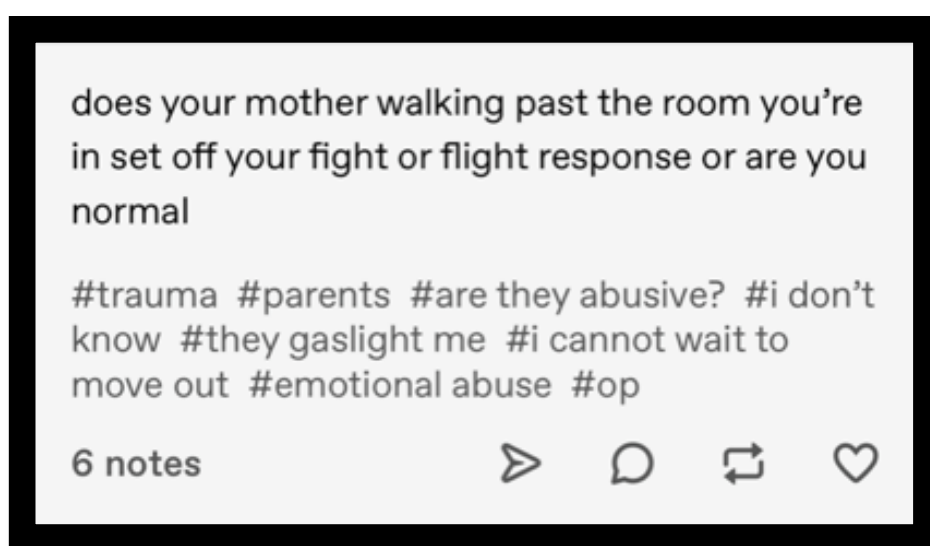 does your mother walking past the room you’re
in set off your fight or flight response or are you
normal
#trauma #parents #are they abusive? #i don’t
know #they gaslight me #i cannot wait to
move out #emotional abuse #op
6 notes